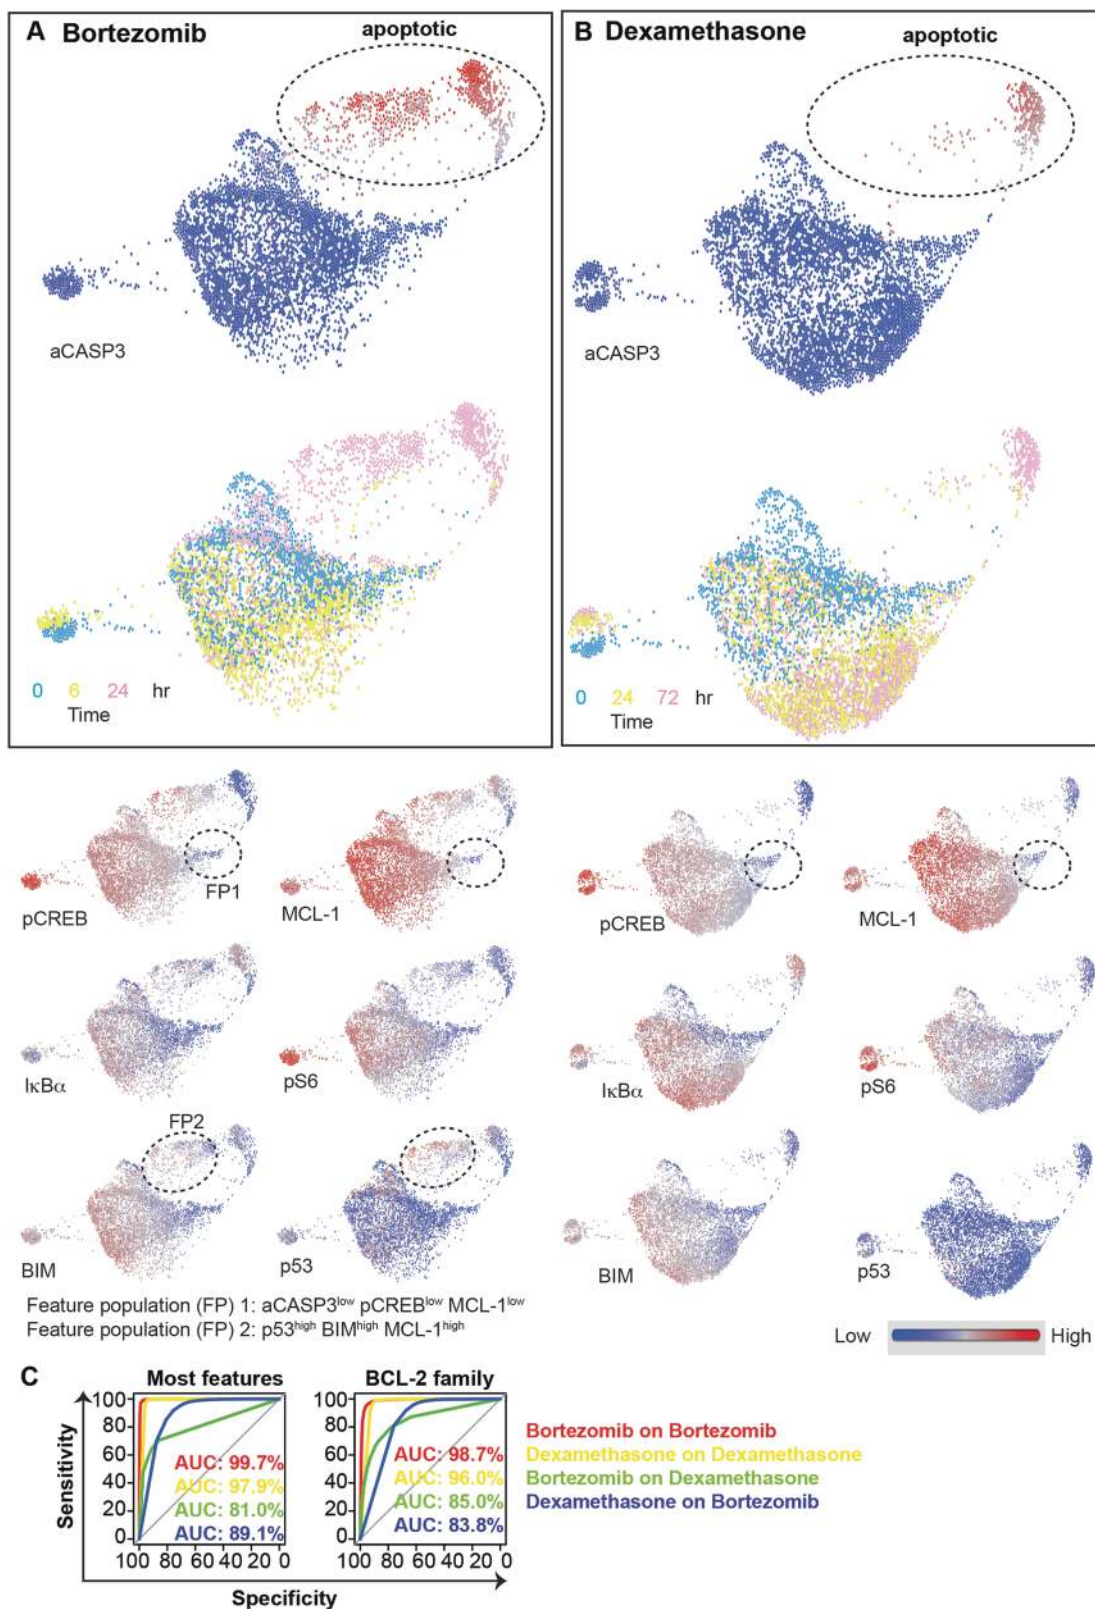 A Bortezomib
apoptotic
aCASP3
0 6 24 hr
Time
B Dexamethasone
apoptotic
aCASP3
0 24 72 hr
Time
pCREB
FP1
MCL-1
pCREB
MCL-1
IκBα
pS6
IκBα
pS6
FP2
BIM
p53
BIM
p53
Feature population (FP) 1: aCASP3low pCREBlow MCL-1low
Feature population (FP) 2: p53high BIMhigh MCL-1high
Low High
C
Most features
Sensitivity
100
80
60
40
20
0
AUC: 99.7%
AUC: 97.9%
AUC: 81.0%
AUC: 89.1%
100 80 60 40 20 0
BCL-2 family
100
80
60
40
20
0
AUC: 98.7%
AUC: 96.0%
AUC: 85.0%
AUC: 83.8%
100 80 60 40 20 0
Specificity
Bortezomib on Bortezomib
Dexamethasone on Dexamethasone
Bortezomib on Dexamethasone
Dexamethasone on Bortezomib